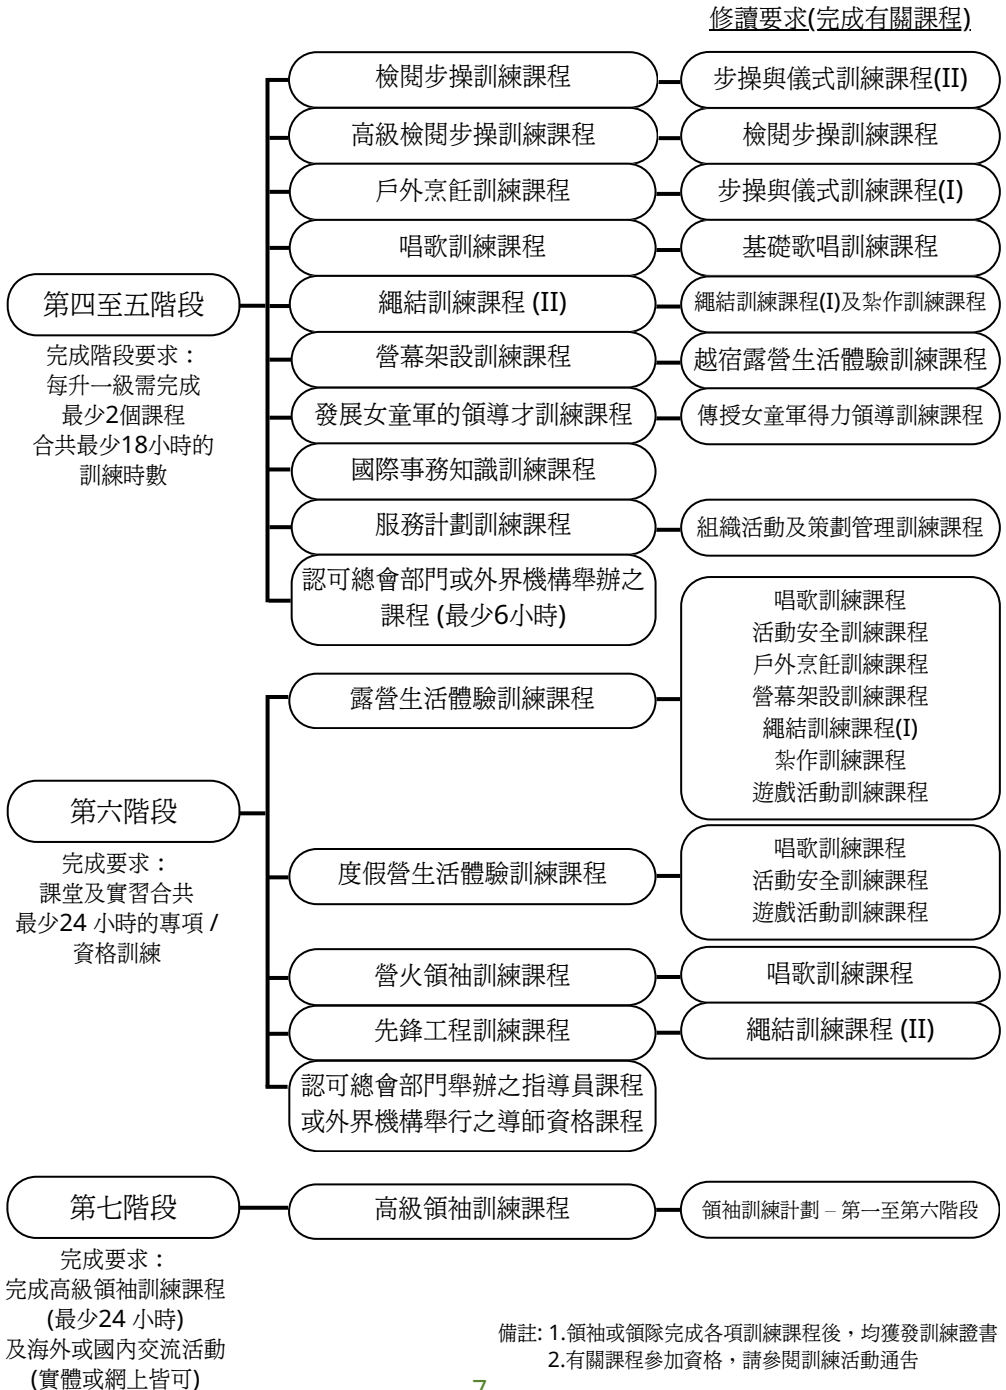 修讀要求(完成有關課程)
檢閱步操訓練課程
步操與儀式訓練課程(II)
高級檢閱步操訓練課程
檢閱步操訓練課程
戶外烹飪訓練課程
步操與儀式訓練課程(I)
唱歌訓練課程
基礎歌唱訓練課程
第四至五階段
繩結訓練課程 (II)
繩結訓練課程(I)及紮作訓練課程
完成階段要求：
每升一級需完成
最少2個課程
合共最少18小時的
訓練時數
營幕架設訓練課程
越宿露營生活體驗訓練課程
發展女童軍的領導才訓練課程
傳授女童軍得力領導訓練課程
國際事務知識訓練課程
服務計劃訓練課程
組織活動及策劃管理訓練課程
認可總會部門或外界機構舉辦之
課程 (最少6小時)
第六階段
完成要求：
課堂及實習合共
最少24 小時的專項 /
資格訓練
露營生活體驗訓練課程
唱歌訓練課程
活動安全訓練課程
戶外烹飪訓練課程
營幕架設訓練課程
繩結訓練課程(I)
紮作訓練課程
遊戲活動訓練課程
度假營生活體驗訓練課程
唱歌訓練課程
活動安全訓練課程
遊戲活動訓練課程
營火領袖訓練課程
唱歌訓練課程
先鋒工程訓練課程
繩結訓練課程 (II)
認可總會部門舉辦之指導員課程
或外界機構舉行之導師資格課程
第七階段
高級領袖訓練課程
領袖訓練計劃 – 第一至第六階段
完成要求：
完成高級領袖訓練課程
(最少24 小時)
及海外或國內交流活動
(實體或網上皆可)
備註: 1.領袖或領隊完成各項訓練課程後，均獲發訓練證書
2.有關課程參加資格，請參閱訓練活動通告
7